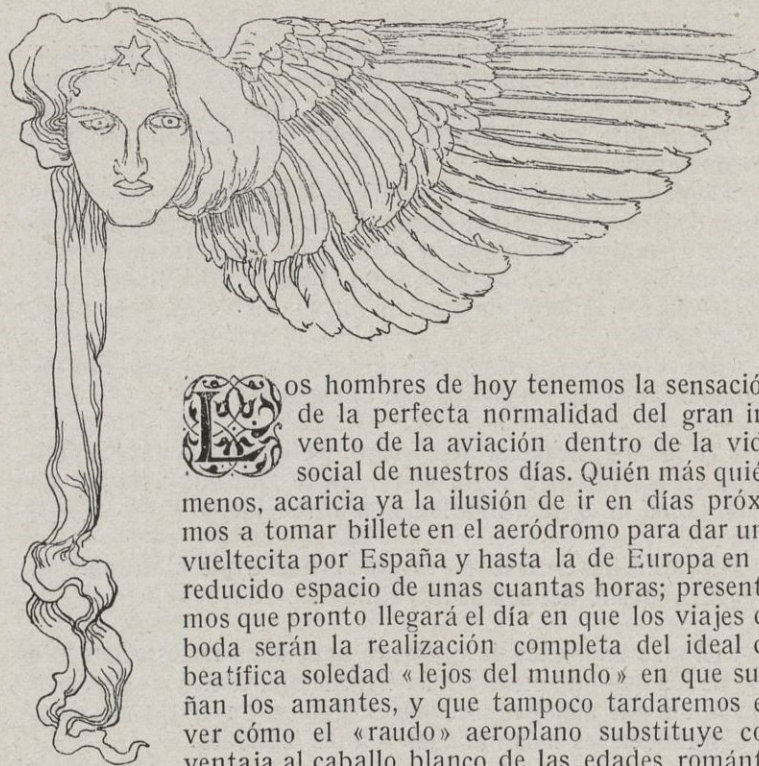 Los hombres de hoy tenemos la sensació
de la perfecta normalidad del gran in
vento de la aviación dentro de la vid
social de nuestros días. Quién más quié
menos, acaricia ya la ilusión de ir en días próx
mos a tomar billete en el aeródromo para dar un
vueltecita por España y hasta la de Europa en
reducido espacio de unas cuantas horas; present
mos que pronto llegará el día en que los viajes d
boda serán la realización completa del ideal d
beatífica soledad «lejos del mundo» en que su
ñan los amantes, y que tampoco tardaremos e
ver cómo el «raudo» aeroplano substituye co
ventaja al caballo blanco de las edades románt